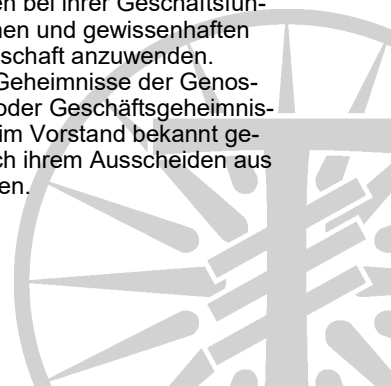 en bei ihrer Geschäftsfüh-
nen und gewissenhaften
schaft anzuwenden.
Geheimnisse der Genos-
oder Geschäftsgeheimnis-
im Vorstand bekannt ge-
ch ihrem Ausscheiden aus
en.